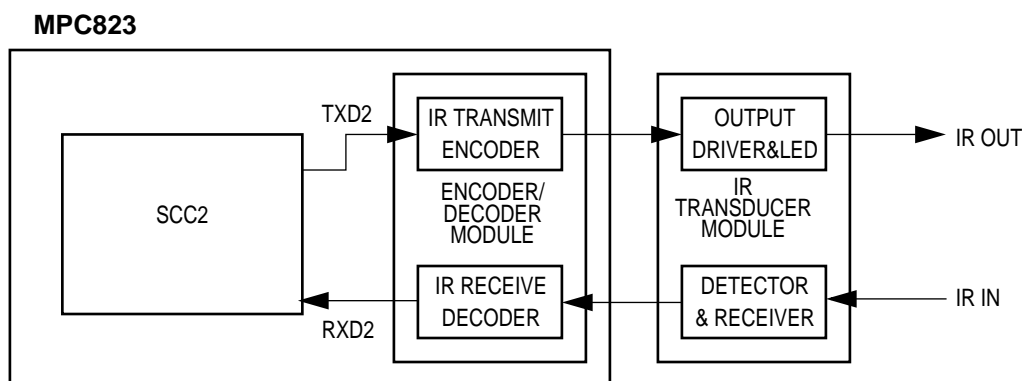 MPC823
TXD2
IR TRANSMIT
ENCODER
OUTPUT
DRIVER&LED
IR OUT
SCC2
ENCODER/
DECODER
MODULE
IR
TRANSDUCER
MODULE
IR RECEIVE
DECODER
DETECTOR
& RECEIVER
IR IN
RXD2